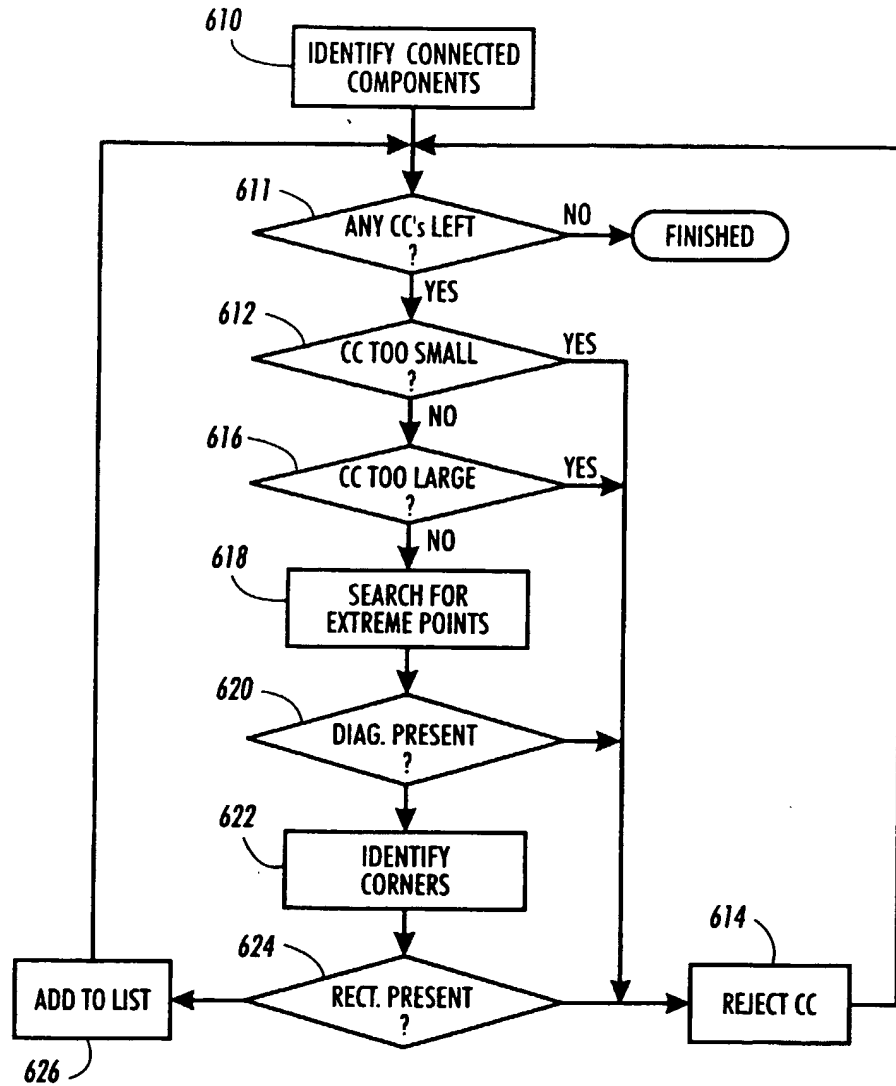 610
IDENTIFY CONNECTED
COMPONENTS
611
ANY CC's LEFT
?
NO
FINISHED
YES
612
CC TOO SMALL
?
YES
NO
616
CC TOO LARGE
?
YES
NO
618
SEARCH FOR
EXTREME POINTS
620
DIAG. PRESENT
?
622
IDENTIFY
CORNERS
624
RECT. PRESENT
?
614
REJECT CC
ADD TO LIST
626